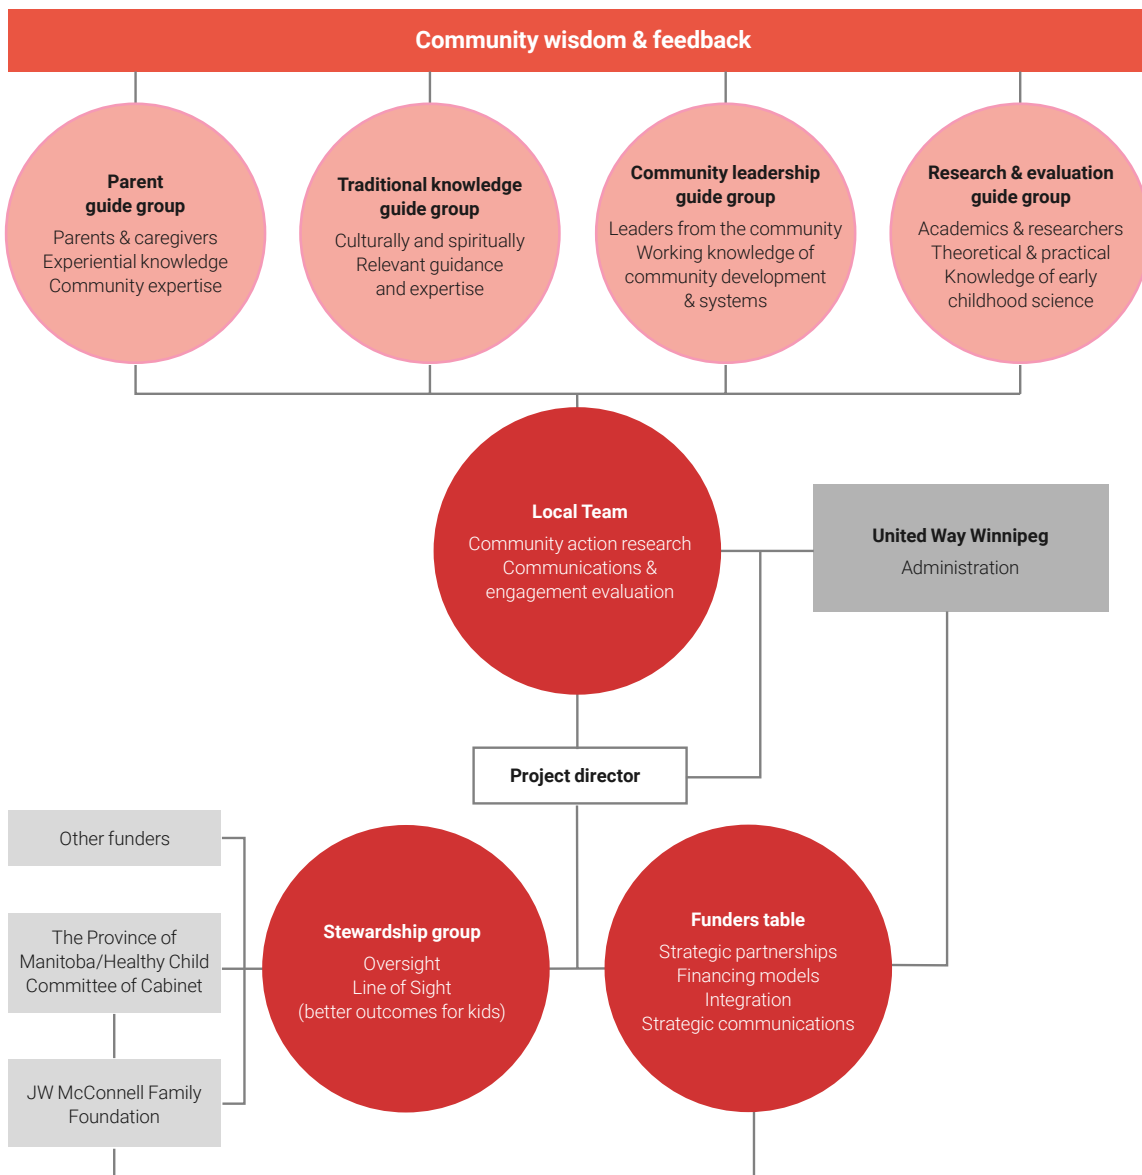 Community wisdom & feedback
Parent
guide group
Parents & caregivers
Experiential knowledge
Community expertise
Traditional knowledge
guide group
Culturally and spiritually
Relevant guidance
and expertise
Community leadership
guide group
Leaders from the community
Working knowledge of
community development
& systems
Research & evaluation
guide group
Academics & researchers
Theoretical & practical
Knowledge of early
childhood science
Local Team
Community action research
Communications &
engagement evaluation
United Way Winnipeg
Administration
Project director
Other funders
The Province of
Manitoba/Healthy Child
Committee of Cabinet
JW McConnell Family
Foundation
Stewardship group
Oversight
Line of Sight
(better outcomes for kids)
Funders table
Strategic partnerships
Financing models
Integration
Strategic communications